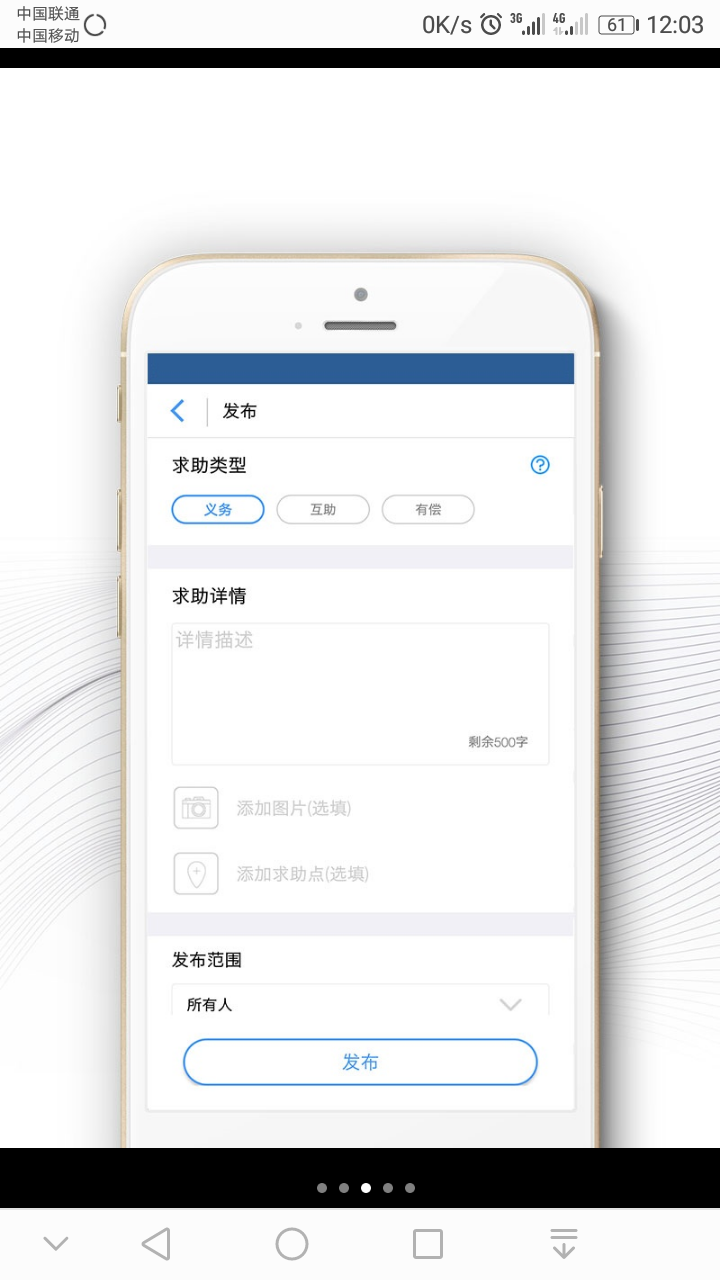 中国联通
中国移动
0K/s 3G 4G 61 12:03
发布
求助类型
义务 互助 有偿
求助详情
详情描述
剩余500字
添加图片(选填)
添加求助点(选填)
发布范围
所有人
发布